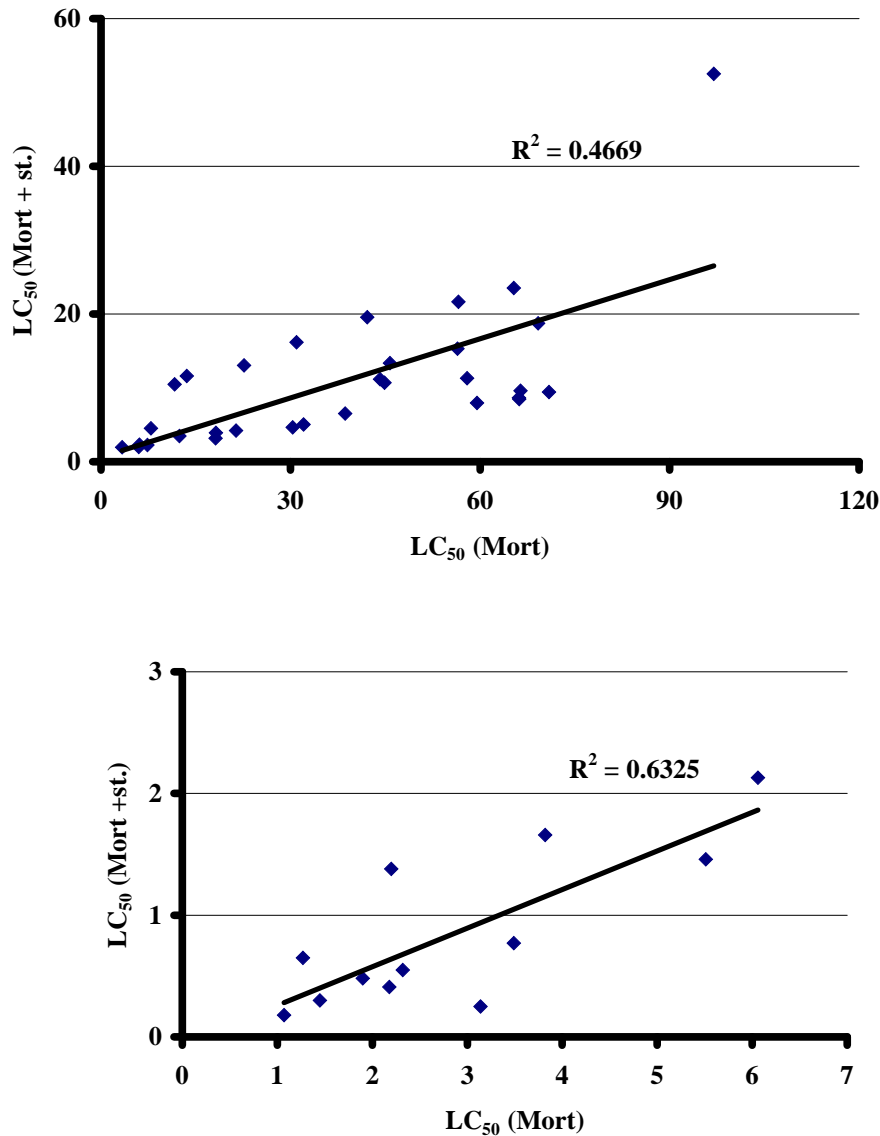 60
LC50 (Mort + st.)
R2 = 0.4669
40
20
0
0 30 60 90 120
LC50 (Mort)
3
LC50 (Mort +st.)
R2 = 0.6325
2
1
0
0 1 2 3 4 5 6 7
LC50 (Mort)